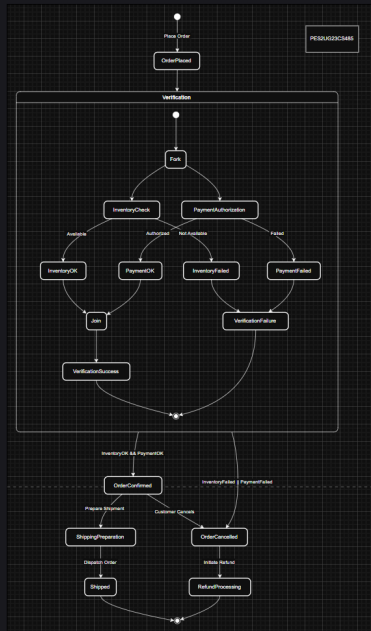 Place Order
PES2UG23CS485
OrderPlaced
Verification
Fork
InventoryCheck
PaymentAuthorization
Available
Authorized
Not Available
Failed
InventoryOK
PaymentOK
InventoryFailed
PaymentFailed
Join
VerificationFailure
VerificationSuccess
InventoryOK && PaymentOK
InventoryFailed || PaymentFailed
OrderConfirmed
Prepare Shipment
Customer Cancels
ShippingPreparation
OrderCancelled
Dispatch Order
Initiate Refund
Shipped
RefundProcessing